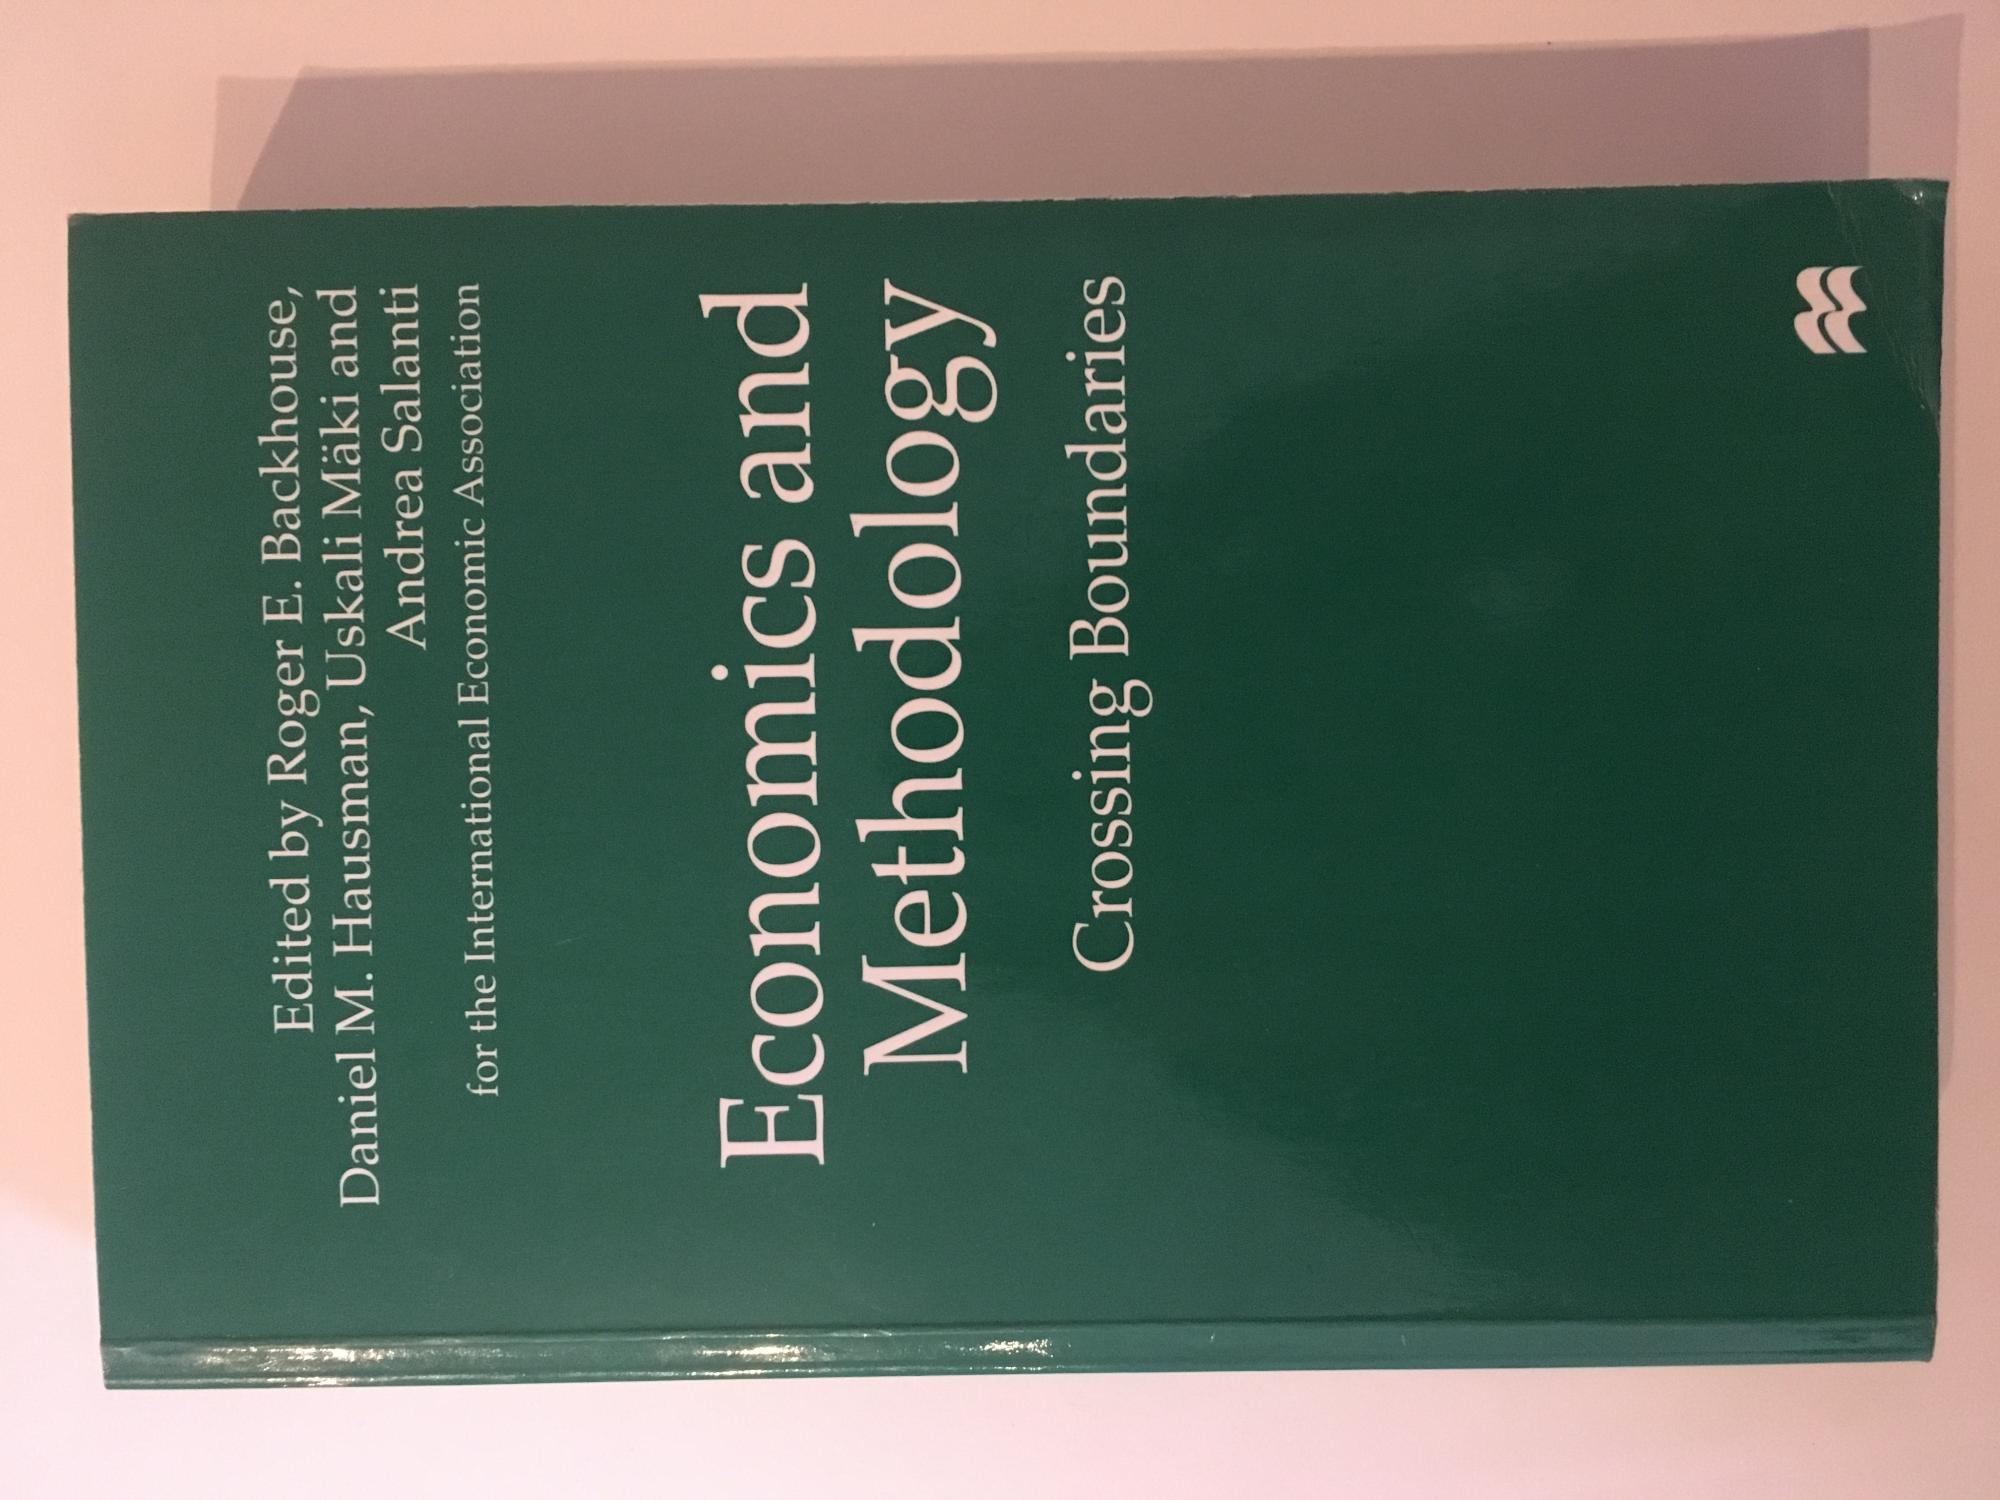 Edited by Roger E. Backhouse,
Daniel M. Hausman, Uskali Mäki and
Andrea Salanti
for the International Economic Association
Economics and
Methodology
Crossing Boundaries